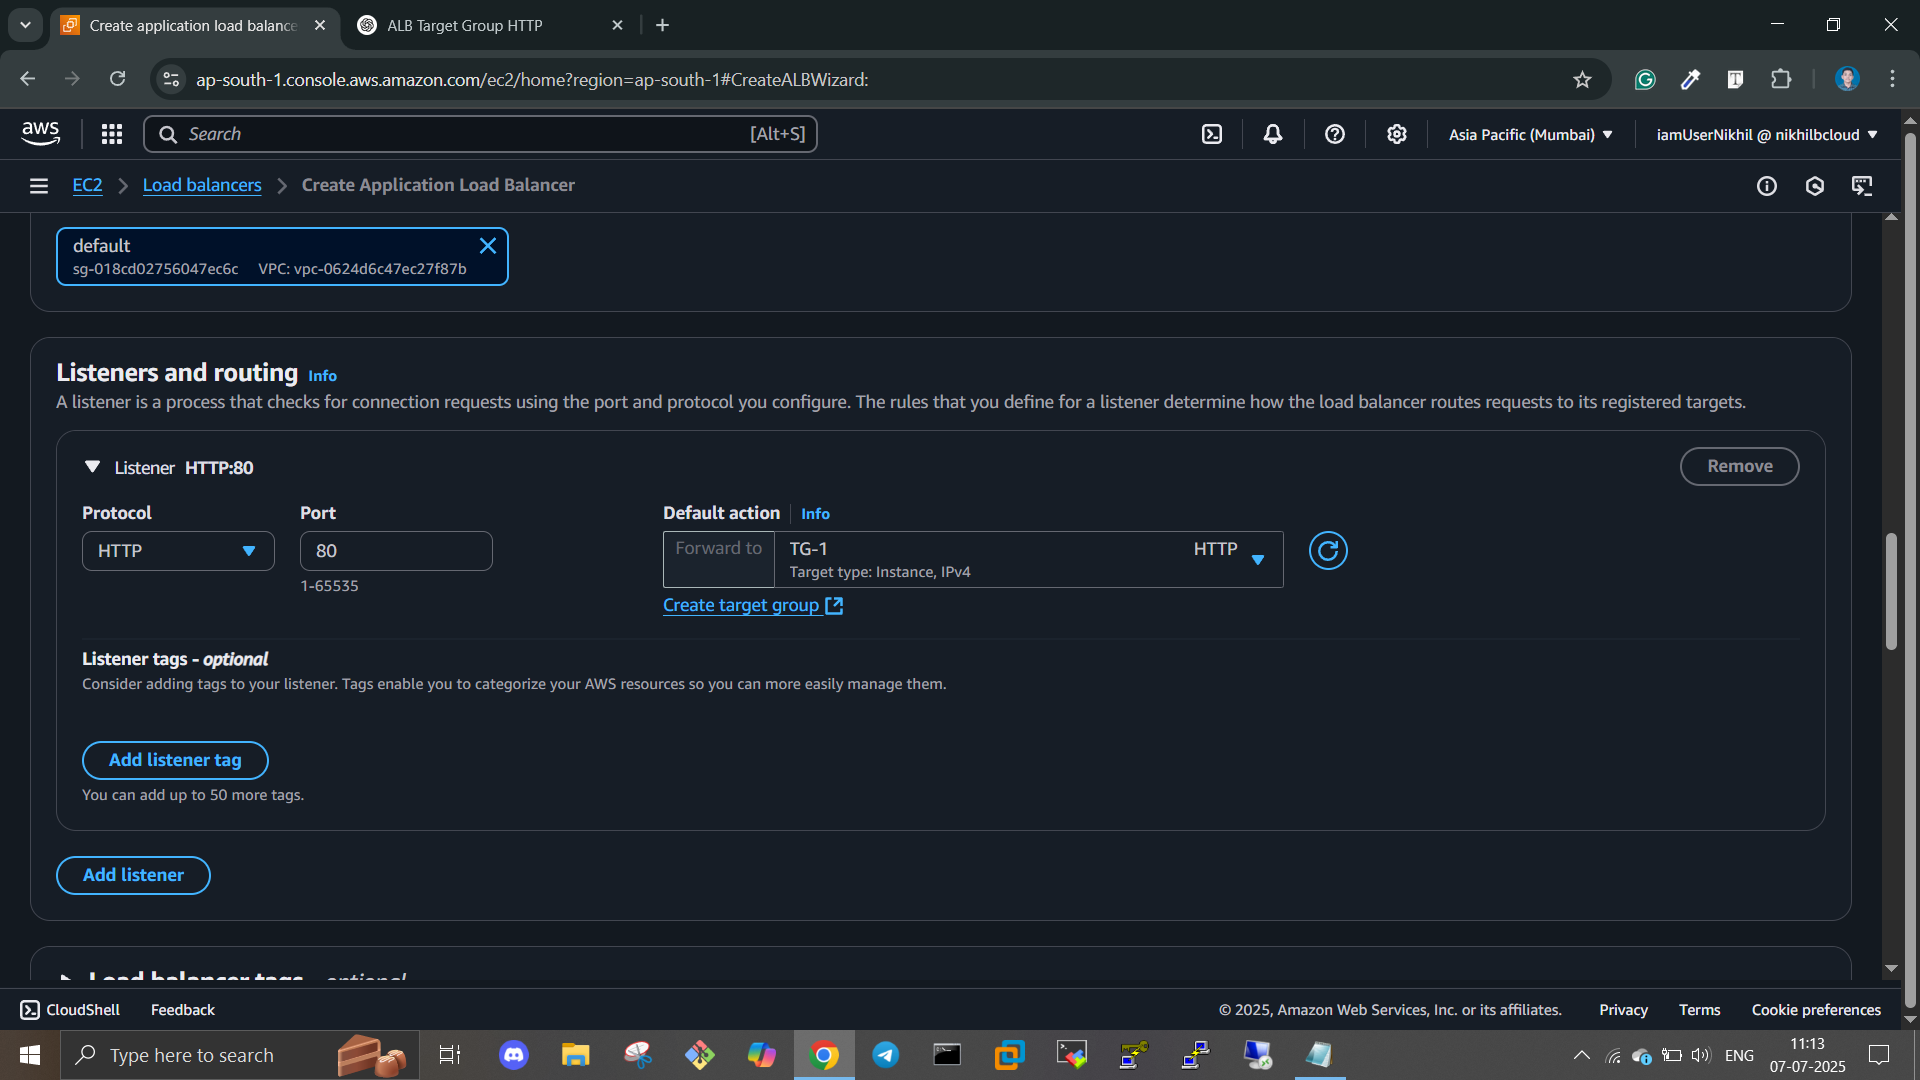 Create application load balance
ALB Target Group HTTP
ap-south-1.console.aws.amazon.com/ec2/home?region=ap-south-1#CreateALBWizard:
aws
Search
[Alt+S]
Asia Pacific (Mumbai)
iamUserNikhil @ nikhilbcloud
EC2
Load balancers
Create Application Load Balancer
default
sg-018cd02756047ec6c VPC: vpc-0624d6c47ec27f87b
Listeners and routing Info
A listener is a process that checks for connection requests using the port and protocol you configure. The rules that you define for a listener determine how the load balancer routes requests to its registered targets.
Listener HTTP:80
Remove
Protocol
Port
Default action
Info
HTTP
80
1-65535
Forward to
TG-1
HTTP
Target type: Instance, IPv4
Create target group
Listener tags - optional
Consider adding tags to your listener. Tags enable you to categorize your AWS resources so you can more easily manage them.
Add listener tag
You can add up to 50 more tags.
Add listener
Load balancer tags - optional
CloudShell
Feedback
© 2025, Amazon Web Services, Inc. or its affiliates.
Privacy
Terms
Cookie preferences
Type here to search
ENG
11:13
07-07-2025